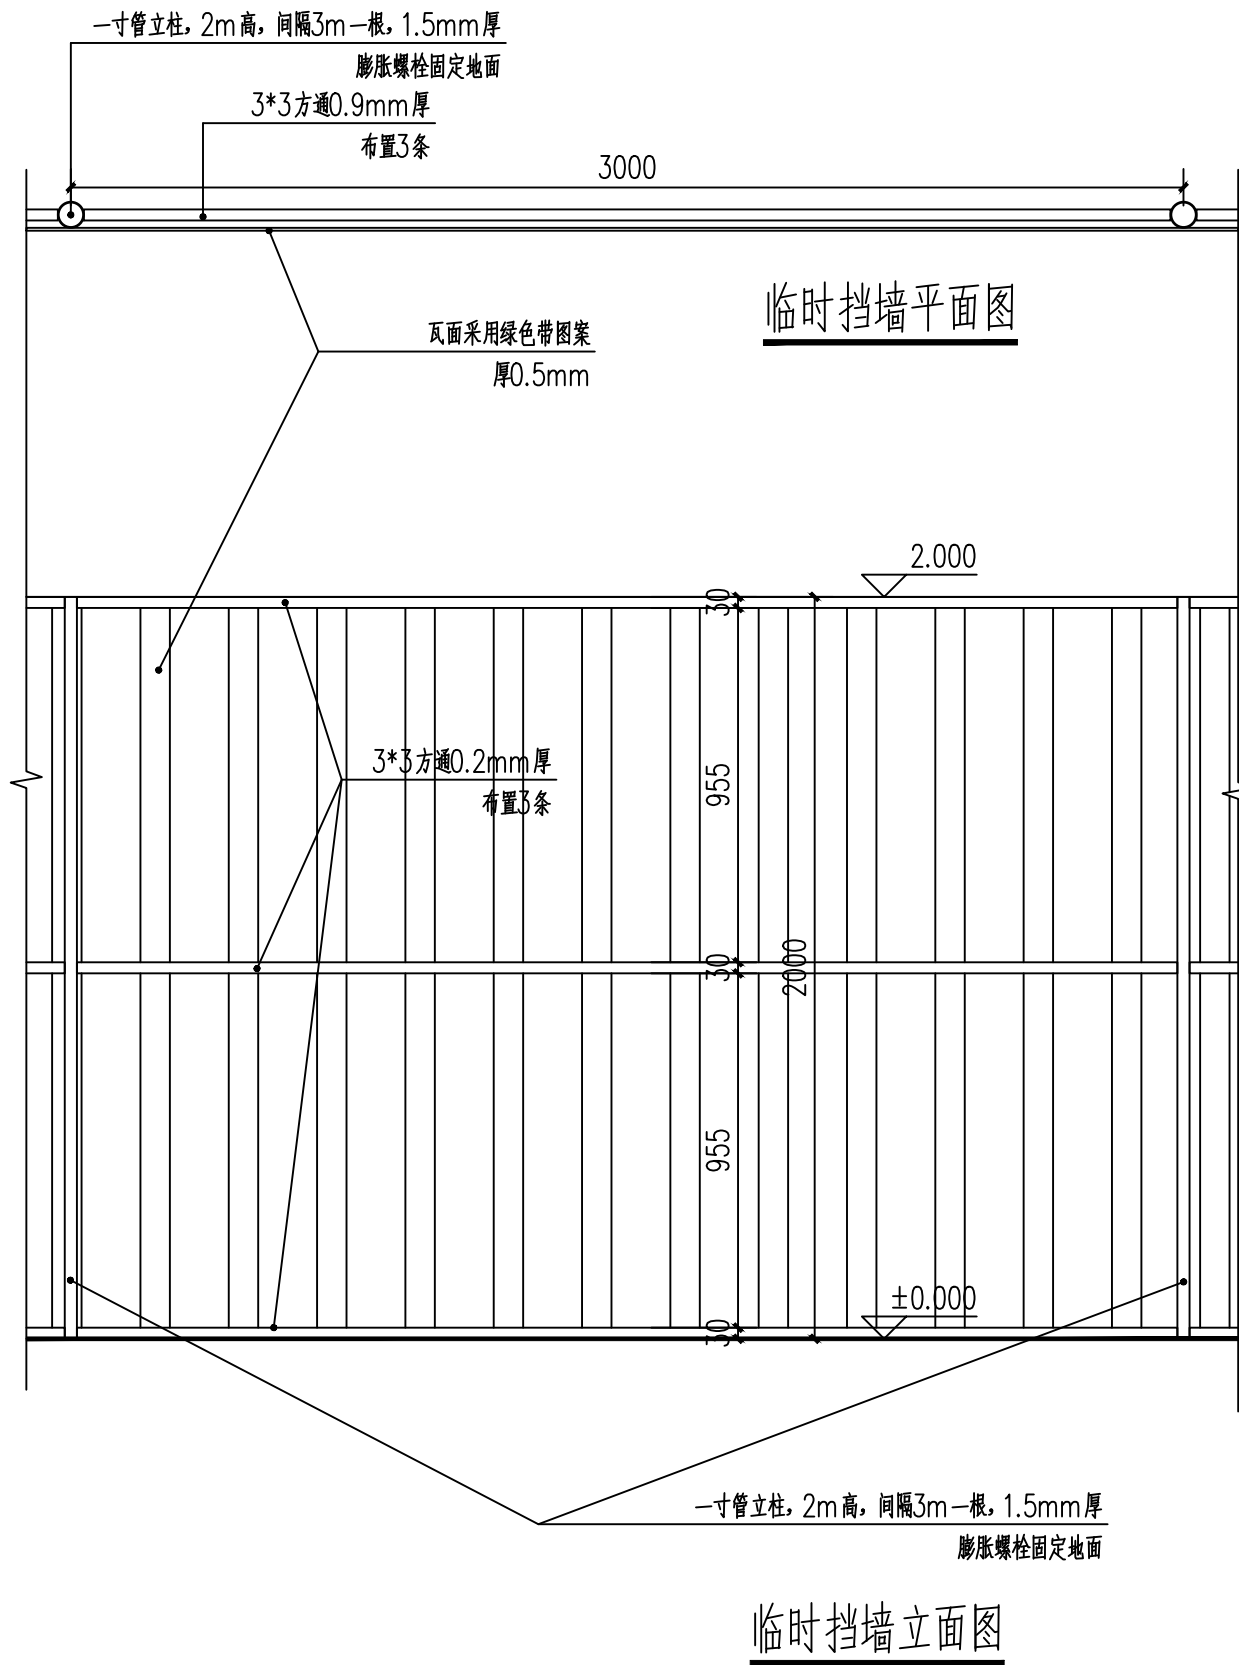 一寸管立柱，2m高，间隔3m一根，1.5mm厚
膨胀螺栓固定地面
3*3方通0.9mm厚
布置3条
3000
临时挡墙平面图
瓦面采用绿色带图案
厚0.5mm
2.000
30
3*3方通0.2mm厚
布置3条
955
30
2000
955
±0.000
30
一寸管立柱，2m高，间隔3m一根，1.5mm厚
膨胀螺栓固定地面
临时挡墙立面图